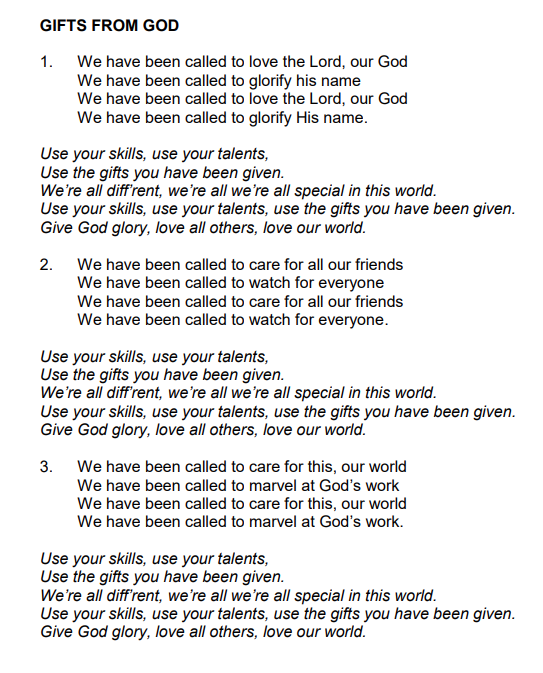 GIFTS FROM GOD
1. We have been called to love the Lord, our God
We have been called to glorify his name
We have been called to love the Lord, our God
We have been called to glorify His name.
Use your skills, use your talents,
Use the gifts you have been given.
We're all diff'rent, we're all we're all special in this world.
Use your skills, use your talents, use the gifts you have been given.
Give God glory, love all others, love our world.
2. We have been called to care for all our friends
We have been called to watch for everyone
We have been called to care for all our friends
We have been called to watch for everyone.
Use your skills, use your talents,
Use the gifts you have been given.
We're all diff'rent, we're all we're all special in this world.
Use your skills, use your talents, use the gifts you have been given.
Give God glory, love all others, love our world.
3. We have been called to care for this, our world
We have been called to marvel at God's work
We have been called to care for this, our world
We have been called to marvel at God's work.
Use your skills, use your talents,
Use the gifts you have been given.
We're all diff'rent, we're all we're all special in this world.
Use your skills, use your talents, use the gifts you have been given.
Give God glory, love all others, love our world.